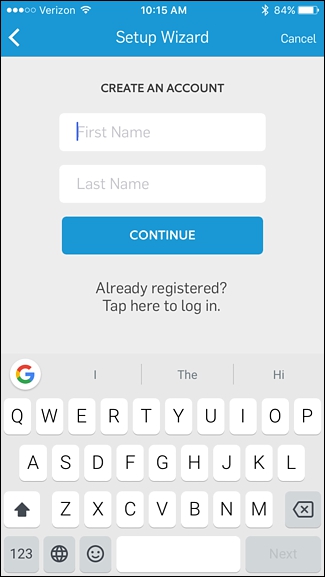 Verizon 10:15 AM 84%
Setup Wizard Cancel
CREATE AN ACCOUNT
First Name
Last Name
CONTINUE
Already registered?
Tap here to log in.
G I The Hi
Q W E R T Y U I O P
A S D F G H J K L
Z X C V B N M
123 Next